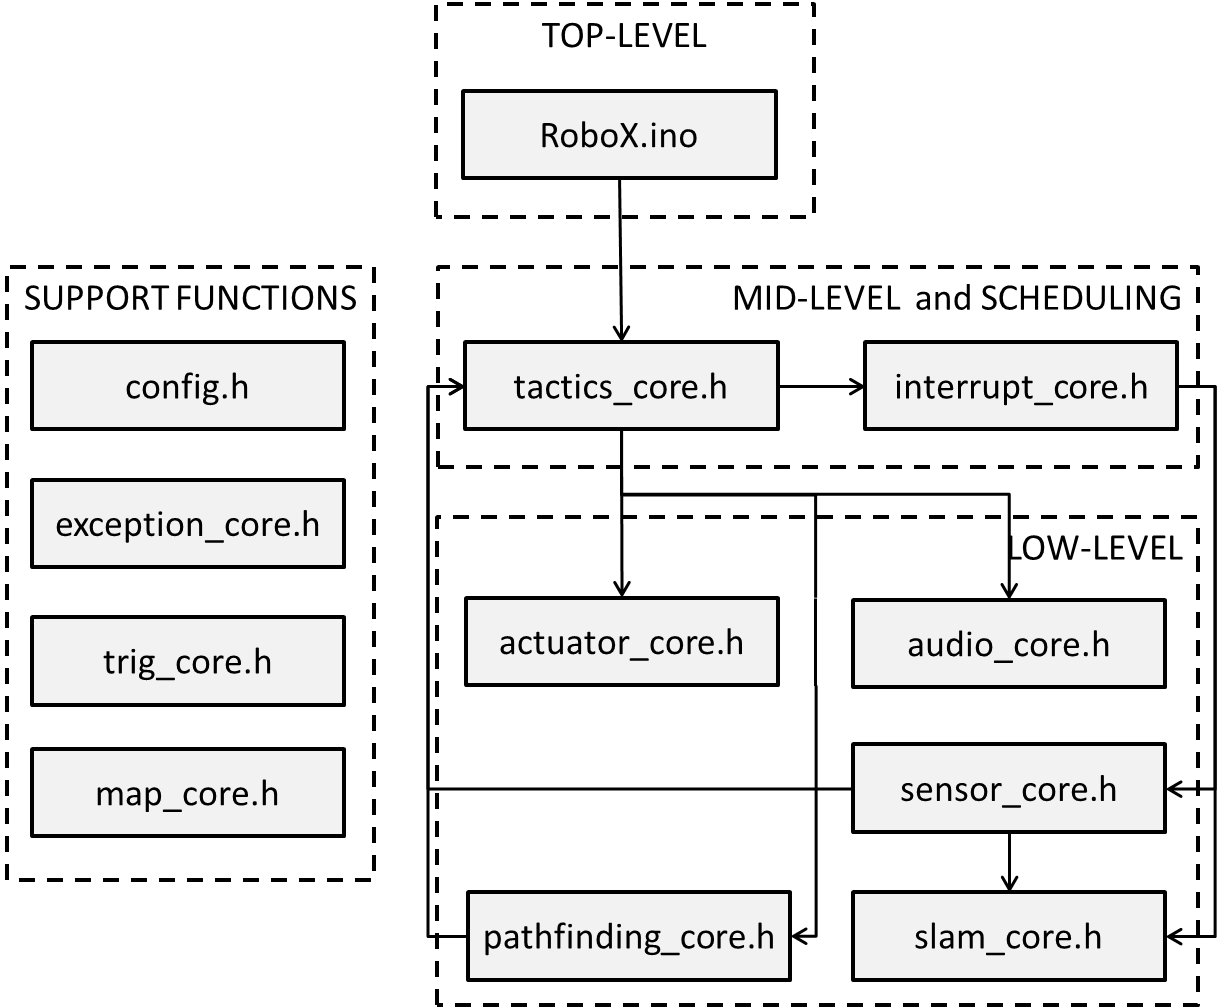 TOP-LEVEL
RoboX.ino
SUPPORT FUNCTIONS
config.h
exception_core.h
trig_core.h
map_core.h
MID-LEVEL and SCHEDULING
tactics_core.h
interrupt_core.h
LOW-LEVEL
actuator_core.h
audio_core.h
sensor_core.h
pathfinding_core.h
slam_core.h